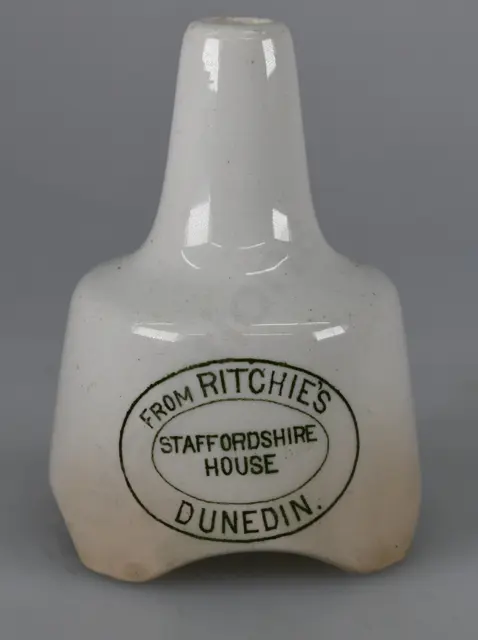 FROM RITCHIE'S
STAFFORDSHIRE
HOUSE
DUNEDIN.